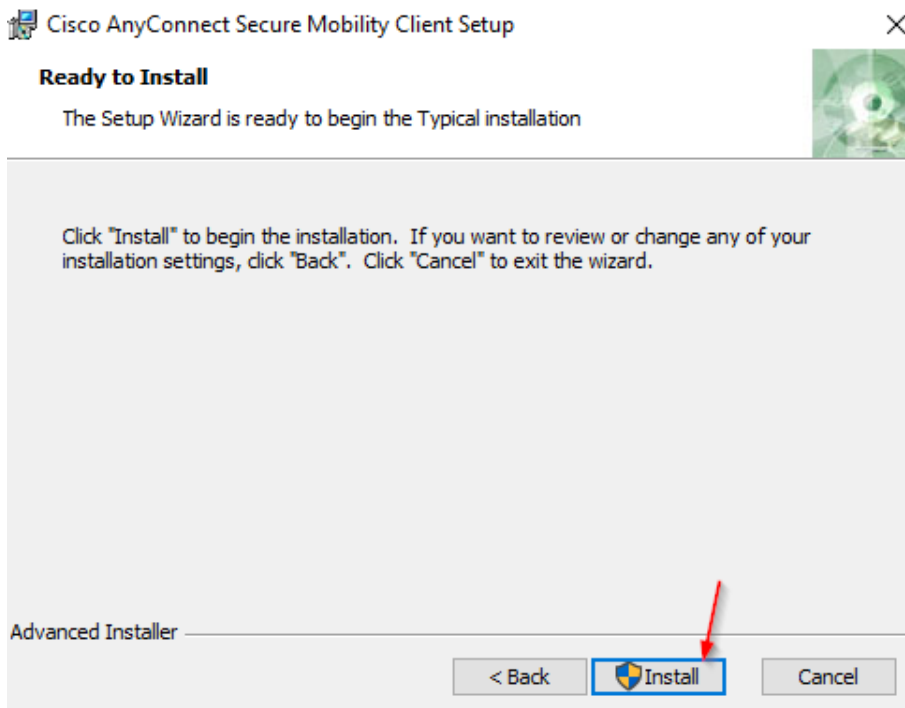 Cisco AnyConnect Secure Mobility Client Setup
Ready to Install
The Setup Wizard is ready to begin the Typical installation
Click "Install" to begin the installation.  If you want to review or change any of your
installation settings, click "Back".  Click "Cancel" to exit the wizard.
Advanced Installer
< Back
Install
Cancel